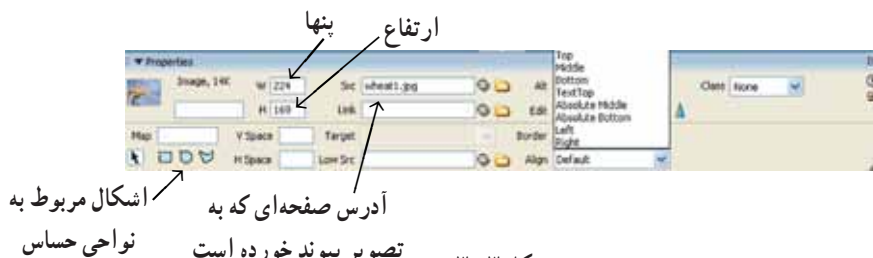 پنها
ارتفاع
Top
Middle
Bottom
TextTop
Absolute Middle
Absolute Bottom
Left
Right
Properties
Image, 14K W 224 Src wheat1.jpg Alt Class None
H 168 Link Edit
Map V Space Target Border
H Space Low Src Align Default
اشکال مربوط به
نواحی حساس
آدرس صفحه‌ای که به
تصویر پیوند خورده است